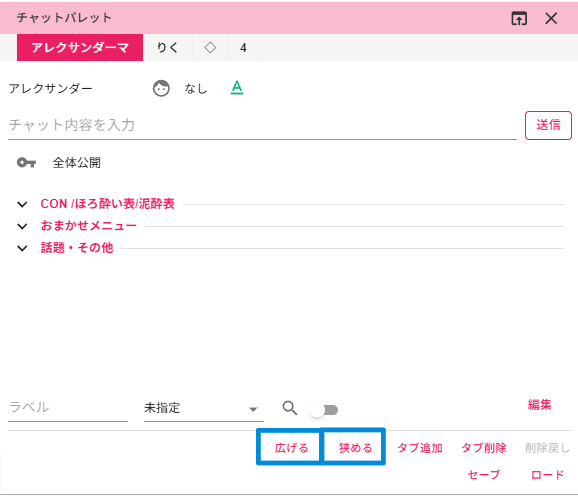 チャットパレット
アレクサンダーマ りく ◇ 4
アレクサンダー なし A
チャット内容を入力 送信
全体公開
CON /ほろ酔い表/泥酔表
おまかせメニュー
話題・その他
ラベル 未指定 編集
広げる 狭める タブ追加 タブ削除 削除戻し
セーブ ロード